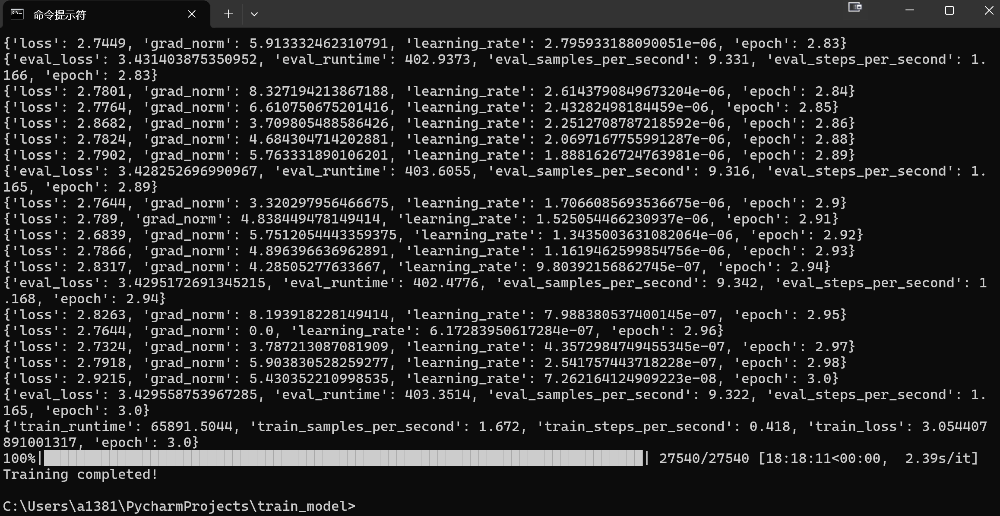 命令提示符
{'loss': 2.7449, 'grad_norm': 5.913332462310791, 'learning_rate': 2.795933188090051e-06, 'epoch': 2.83}
{'eval_loss': 3.431403875350952, 'eval_runtime': 402.9373, 'eval_samples_per_second': 9.331, 'eval_steps_per_second': 1.
166, 'epoch': 2.83}
{'loss': 2.7801, 'grad_norm': 8.327194213867188, 'learning_rate': 2.6143790849673204e-06, 'epoch': 2.84}
{'loss': 2.7764, 'grad_norm': 6.610750675201416, 'learning_rate': 2.43282498184459e-06, 'epoch': 2.85}
{'loss': 2.8682, 'grad_norm': 3.709805488586426, 'learning_rate': 2.2512708787218592e-06, 'epoch': 2.86}
{'loss': 2.7824, 'grad_norm': 4.684304714202881, 'learning_rate': 2.0697167755991287e-06, 'epoch': 2.88}
{'loss': 2.7902, 'grad_norm': 5.763331890106201, 'learning_rate': 1.8881626724763981e-06, 'epoch': 2.89}
{'eval_loss': 3.428252696990967, 'eval_runtime': 403.6055, 'eval_samples_per_second': 9.316, 'eval_steps_per_second': 1.
165, 'epoch': 2.89}
{'loss': 2.7644, 'grad_norm': 3.320297956466675, 'learning_rate': 1.7066085693536675e-06, 'epoch': 2.9}
{'loss': 2.789, 'grad_norm': 4.838449478149414, 'learning_rate': 1.525054466230937e-06, 'epoch': 2.91}
{'loss': 2.6839, 'grad_norm': 5.7512054443359375, 'learning_rate': 1.3435003631082064e-06, 'epoch': 2.92}
{'loss': 2.7866, 'grad_norm': 4.896396636962891, 'learning_rate': 1.1619462599854756e-06, 'epoch': 2.93}
{'loss': 2.8317, 'grad_norm': 4.28505277633667, 'learning_rate': 9.80392156862745e-07, 'epoch': 2.94}
{'eval_loss': 3.4295172691345215, 'eval_runtime': 402.4776, 'eval_samples_per_second': 9.342, 'eval_steps_per_second': 1
.168, 'epoch': 2.94}
{'loss': 2.8263, 'grad_norm': 8.193918228149414, 'learning_rate': 7.988380537400145e-07, 'epoch': 2.95}
{'loss': 2.7644, 'grad_norm': 0.0, 'learning_rate': 6.17283950617284e-07, 'epoch': 2.96}
{'loss': 2.7324, 'grad_norm': 3.787213087081909, 'learning_rate': 4.3572984749455345e-07, 'epoch': 2.97}
{'loss': 2.7918, 'grad_norm': 5.903830528259277, 'learning_rate': 2.541757443718228e-07, 'epoch': 2.98}
{'loss': 2.9215, 'grad_norm': 5.430352210998535, 'learning_rate': 7.262164124909223e-08, 'epoch': 3.0}
{'eval_loss': 3.429558753967285, 'eval_runtime': 403.3514, 'eval_samples_per_second': 9.322, 'eval_steps_per_second': 1.
165, 'epoch': 3.0}
{'train_runtime': 65891.5044, 'train_samples_per_second': 1.672, 'train_steps_per_second': 0.418, 'train_loss': 3.054407
891001317, 'epoch': 3.0}
100%|██████████| 27540/27540 [18:18:11<00:00,  2.39s/it]
Training completed!
C:\Users\a1381\PycharmProjects\train_model>